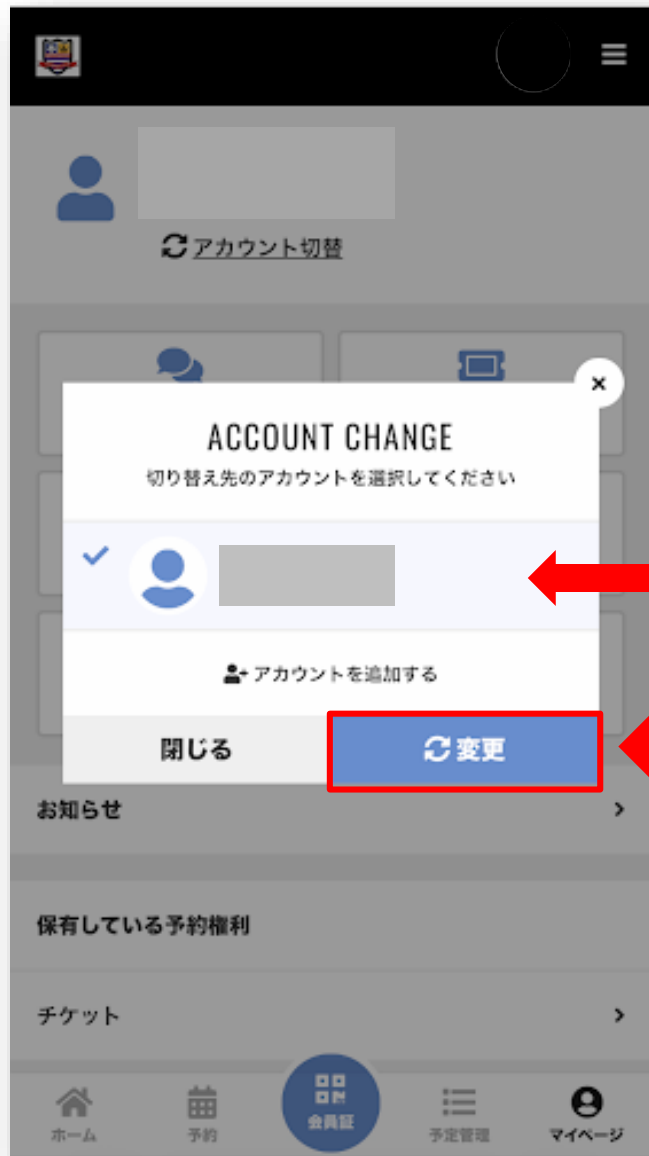 アカウント切替
ACCOUNT CHANGE
切り替え先のアカウントを選択してください
アカウントを追加する
閉じる
変更
お知らせ
保有している予約権利
チケット
ホーム
予約
会員証
予定管理
マイページ